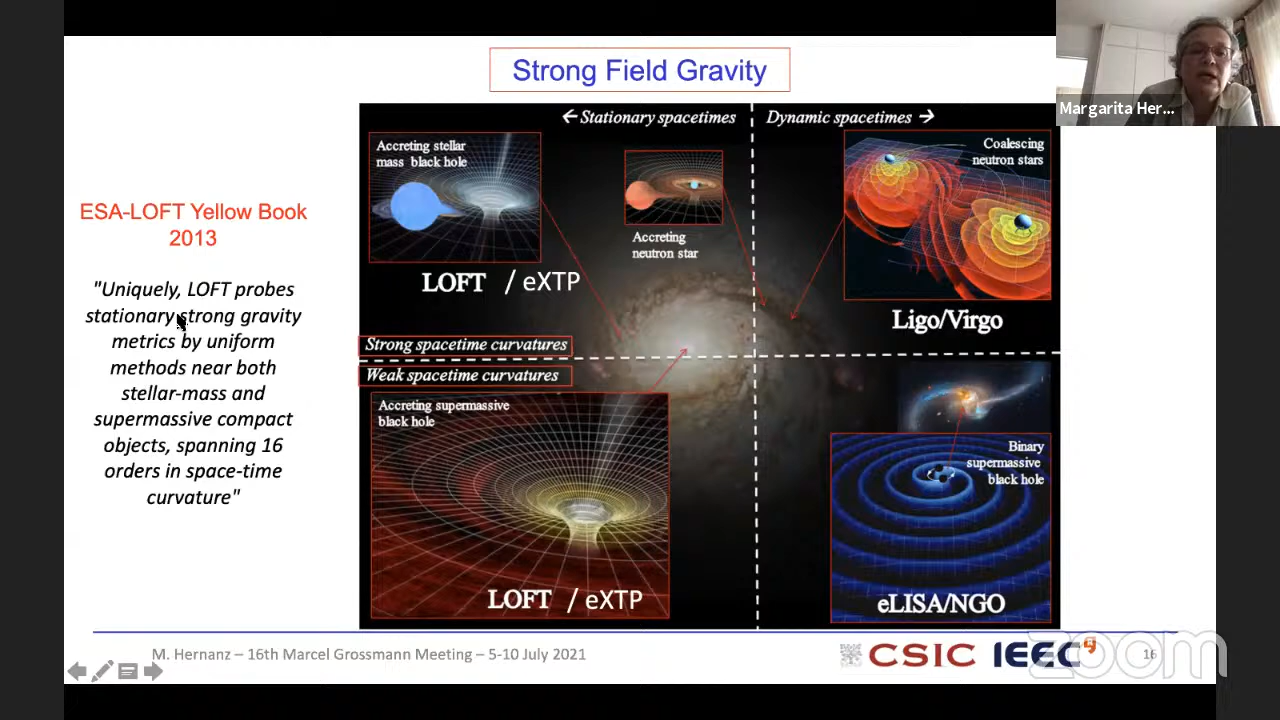 Strong Field Gravity
Margarita Her...
ESA-LOFT Yellow Book
2013
"Uniquely, LOFT probes
stationary strong gravity
metrics by uniform
methods near both
stellar-mass and
supermassive compact
objects, spanning 16
orders in space-time
curvature"
← Stationary spacetimes
Dynamic spacetimes →
Accreting stellar
mass black hole
LOFT / eXTP
Accreting
neutron star
Coalescing
neutron stars
Ligo/Virgo
Strong spacetime curvatures
Weak spacetime curvatures
Accreting supermassive
black hole
LOFT / eXTP
Binary
supermassive
black hole
eLISA/NGO
M. Hernanz – 16th Marcel Grossmann Meeting – 5-10 July 2021
CSIC IEEC
16
zoom